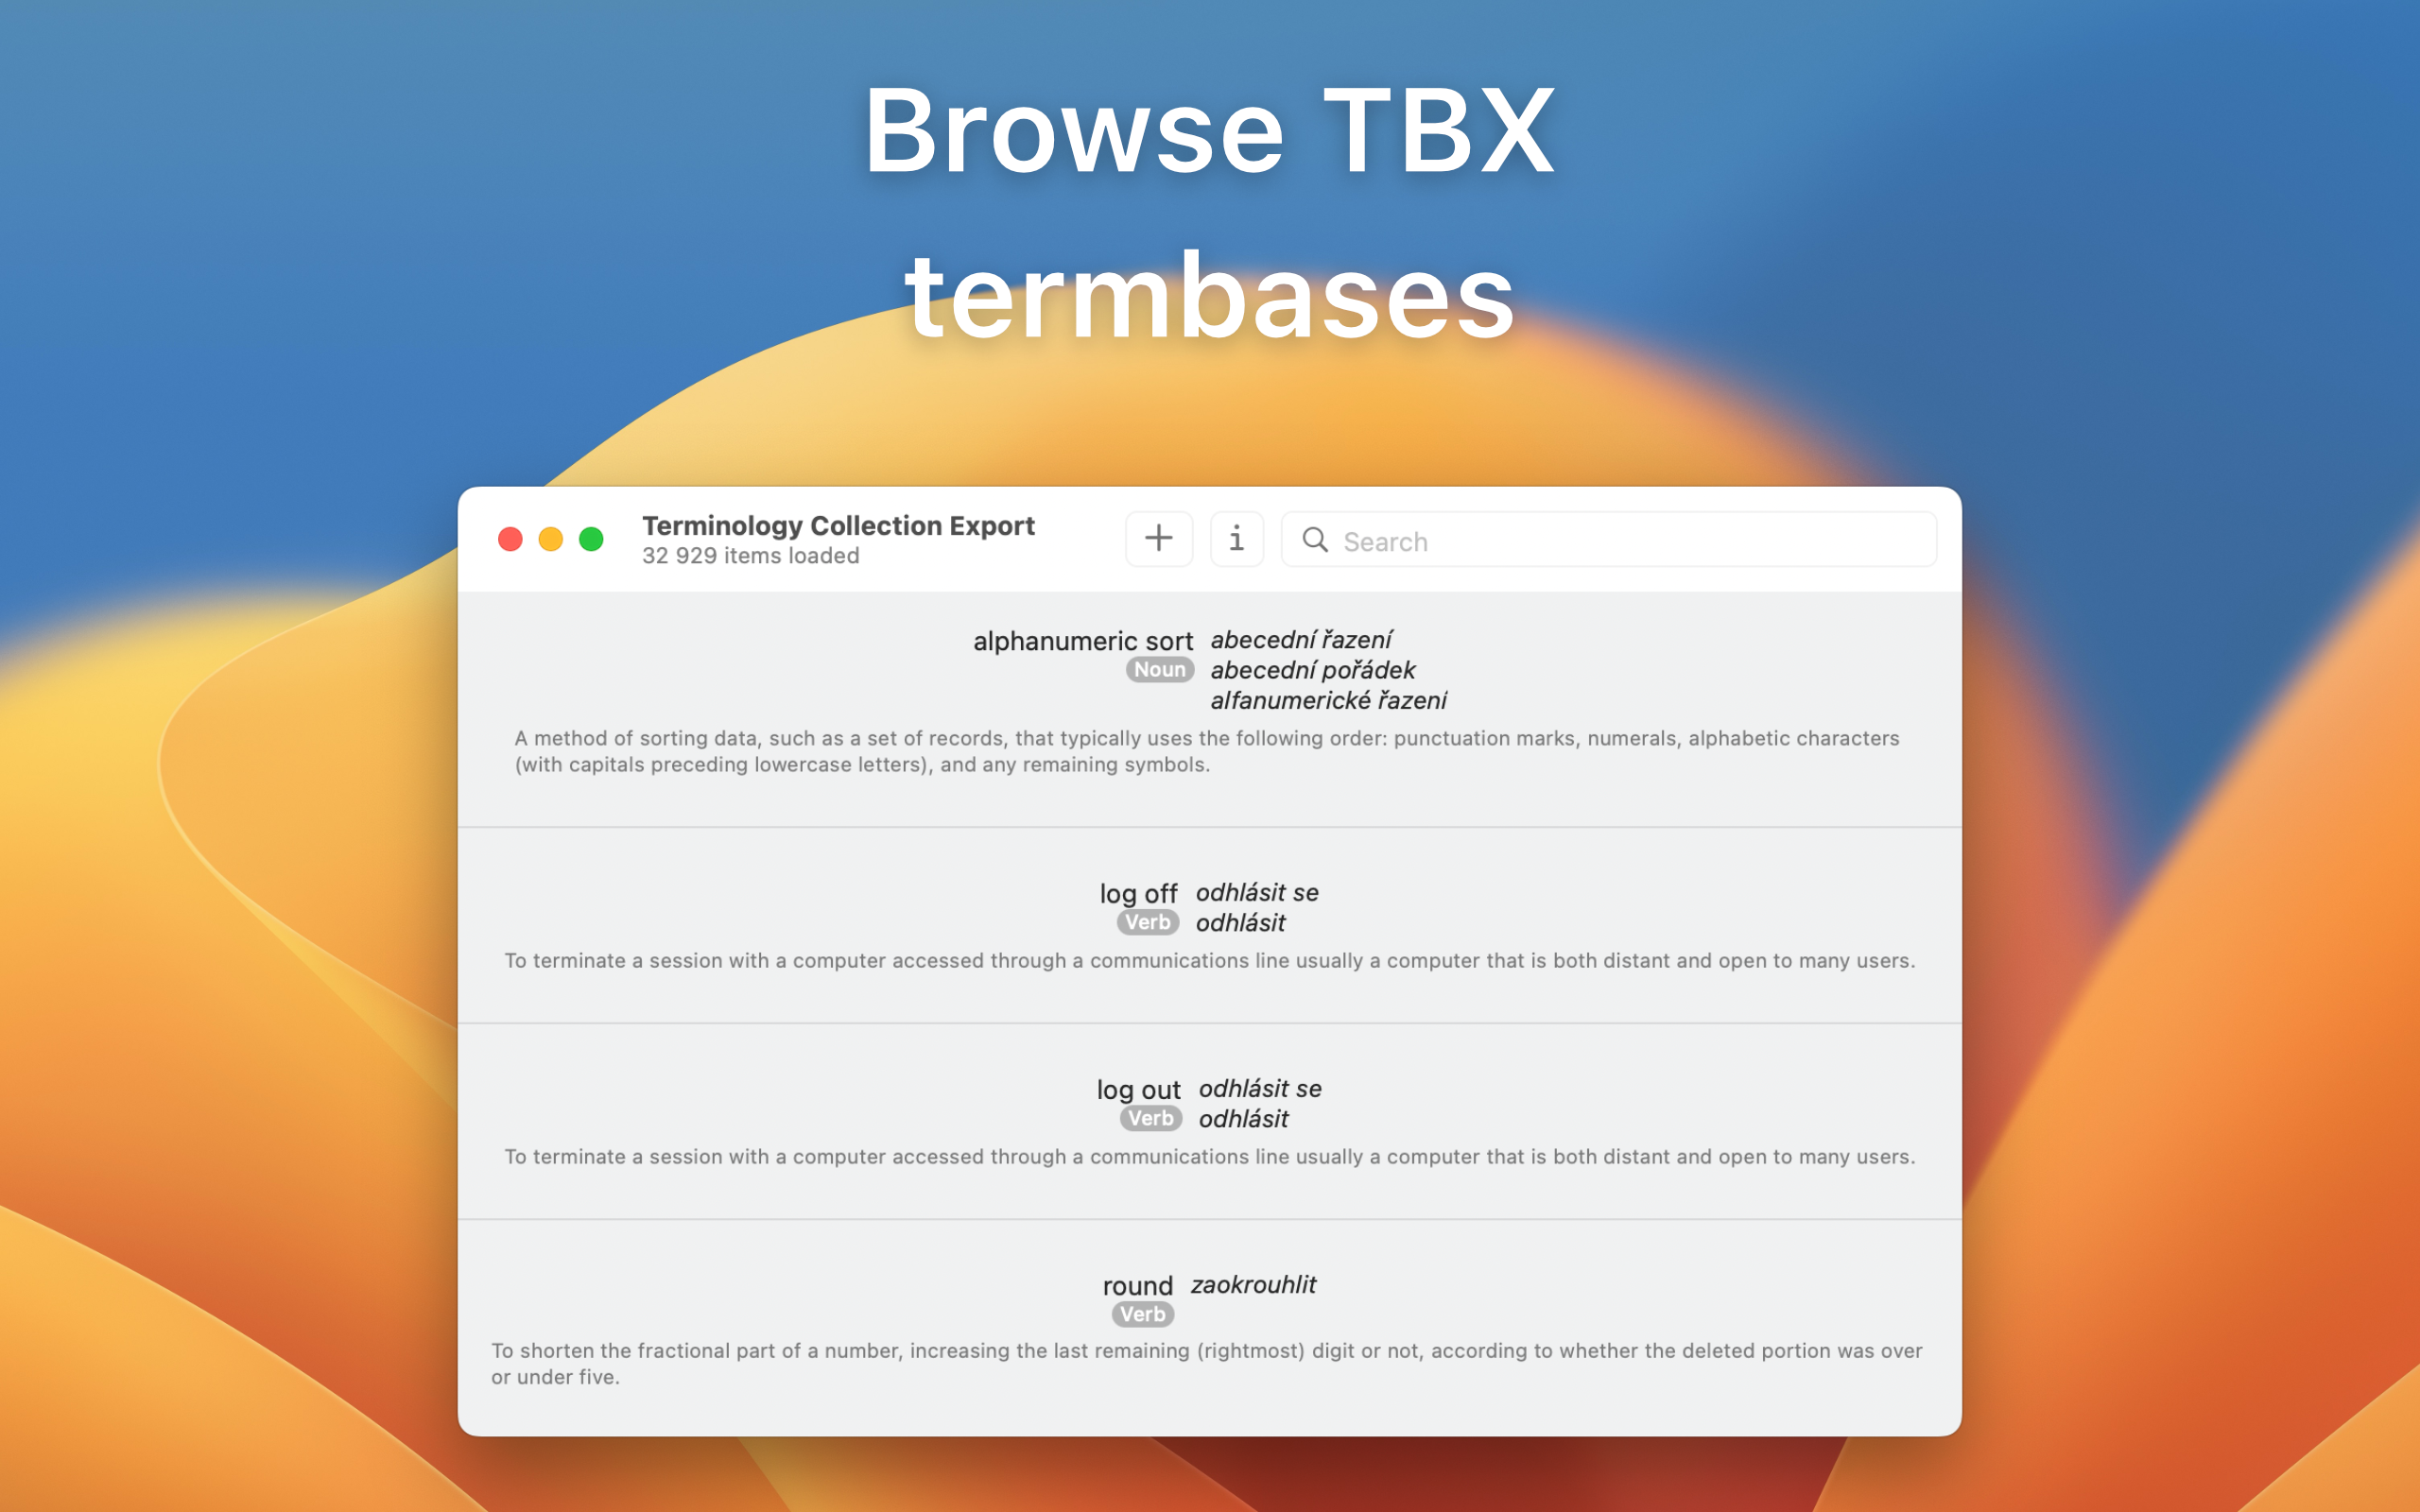 Browse TBX
termbases
Terminology Collection Export
32 929 items loaded
Search
alphanumeric sort
Noun
abecední řazení
abecední pořádek
alfanumerické řazení
A method of sorting data, such as a set of records, that typically uses the following order: punctuation marks, numerals, alphabetic characters
(with capitals preceding lowercase letters), and any remaining symbols.
log off
Verb
odhlásit se
odhlásit
To terminate a session with a computer accessed through a communications line usually a computer that is both distant and open to many users.
log out
Verb
odhlásit se
odhlásit
To terminate a session with a computer accessed through a communications line usually a computer that is both distant and open to many users.
round
Verb
zaokrouhlit
To shorten the fractional part of a number, increasing the last remaining (rightmost) digit or not, according to whether the deleted portion was over
or under five.